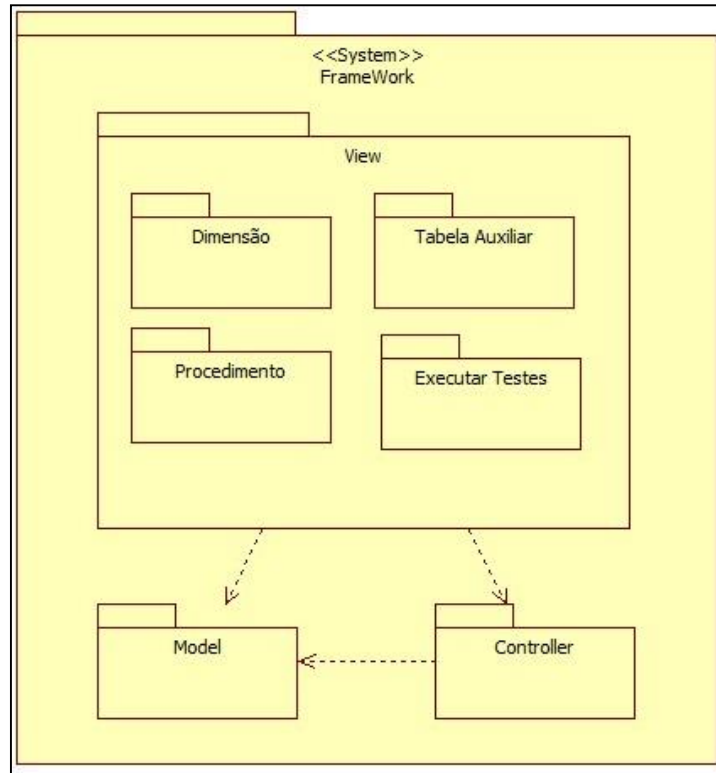 <<System>>
FrameWork
View
Dimensão
Tabela Auxiliar
Procedimento
Executar Testes
Model
Controller